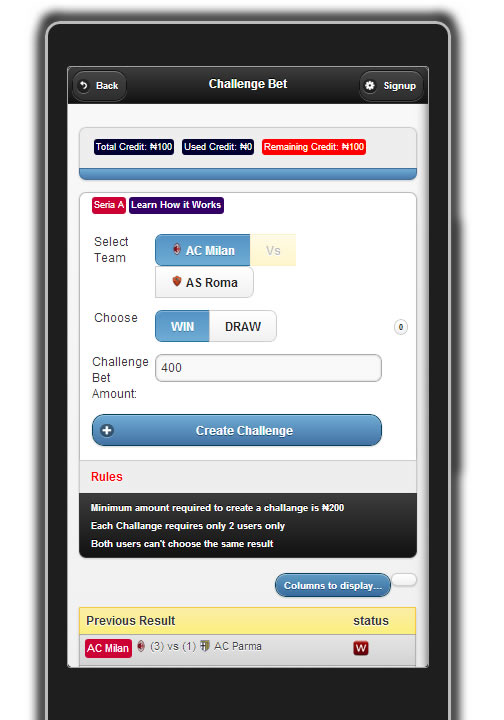 Back
Challenge Bet
Signup
Total Credit: ₦100 Used Credit: ₦0 Remaining Credit: ₦100
Seria A Learn How it Works
Select
Team
AC Milan Vs
AS Roma
Choose
WIN DRAW
0
Challenge
Bet
Amount:
400
Create Challenge
Rules
Minimum amount required to create a challange is ₦200
Each Challange requires only 2 users only
Both users can't choose the same result
Columns to display...
Previous Result status
AC Milan (3) vs (1) AC Parma W